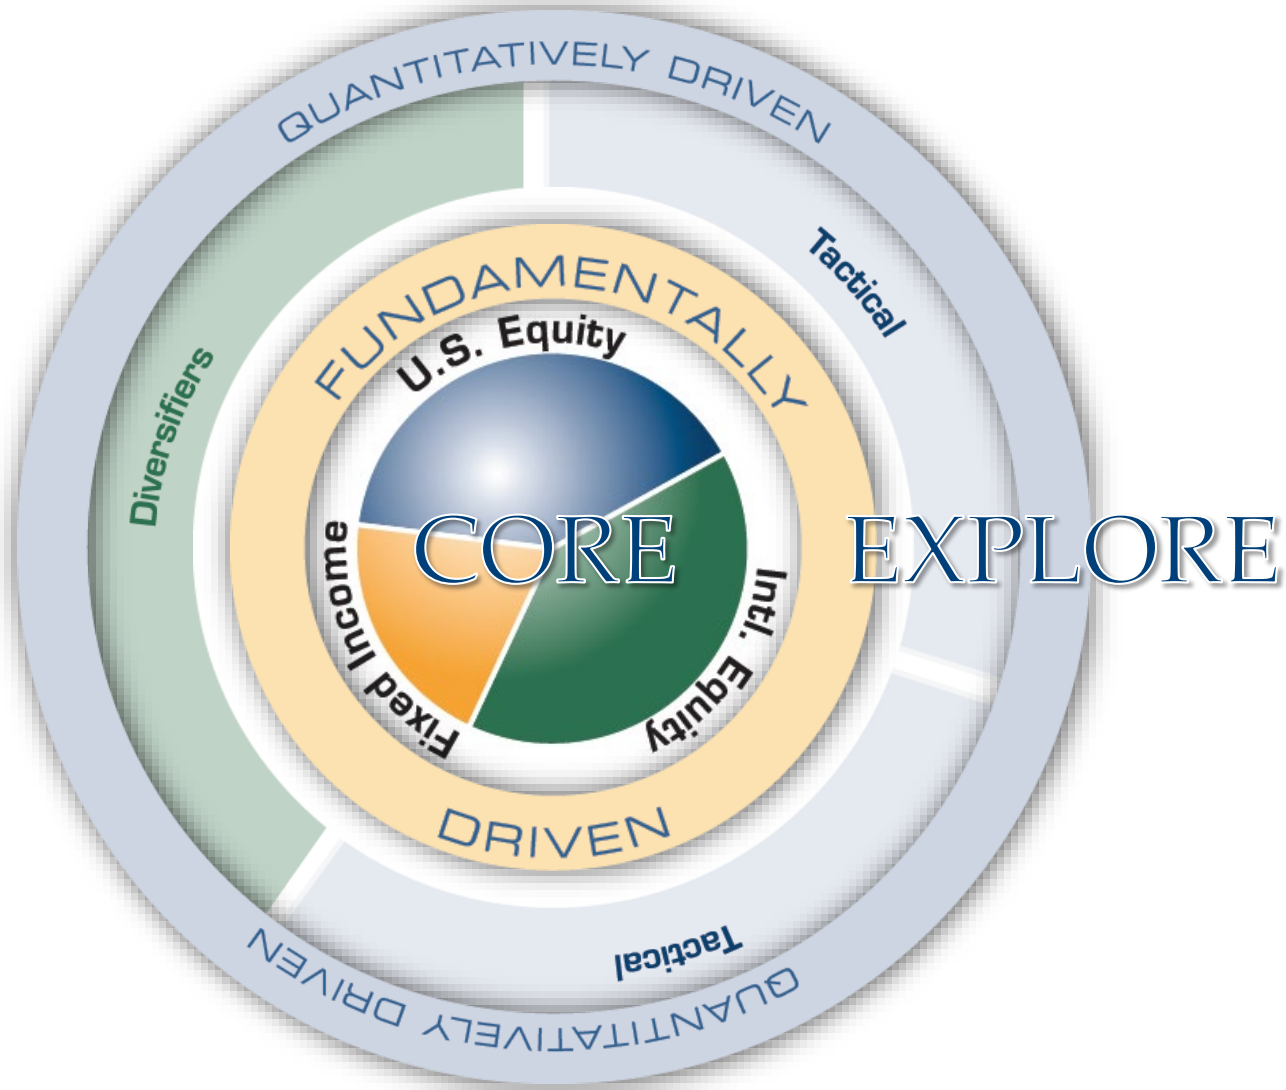 QUANTITATIVELY DRIVEN
Tactical
Diversifiers
FUNDAMENTALLY
U.S. Equity
CORE
EXPLORE
Fixed Income
Intl. Equity
DRIVEN
Tactical
QUANTITATIVELY DRIVEN